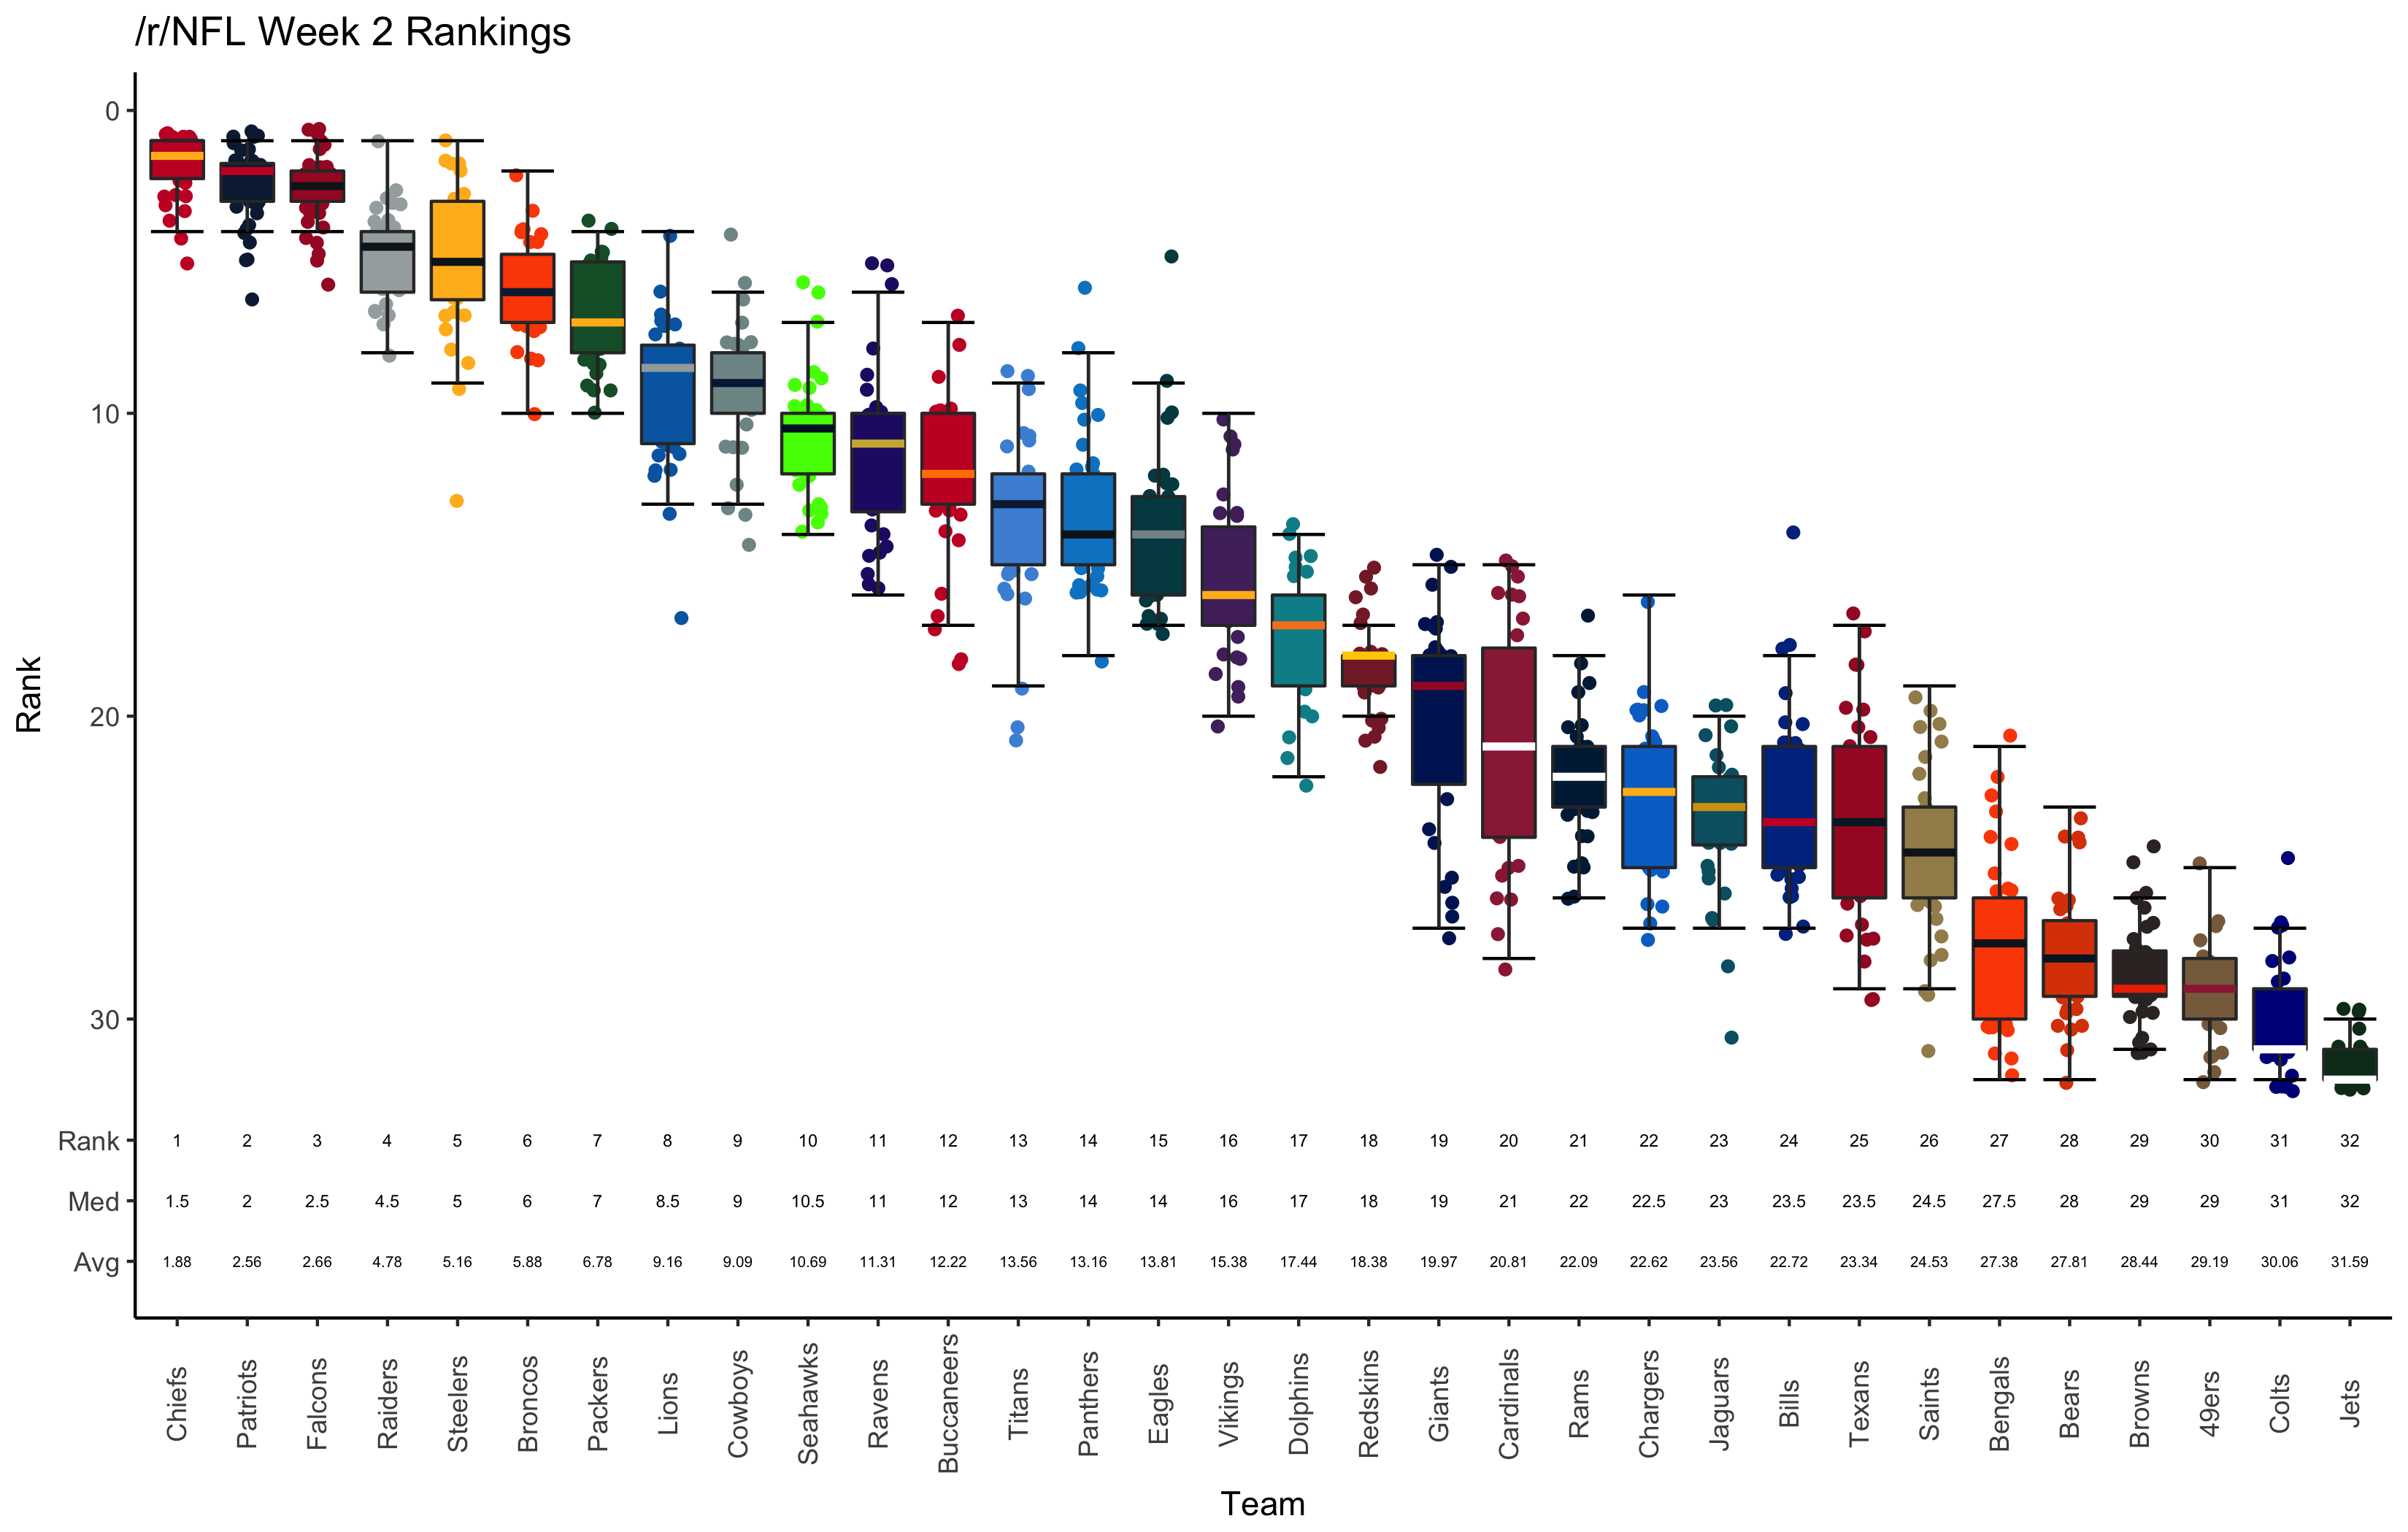 /r/NFL Week 2 Rankings
Rank
0
10
20
30
Rank 1 2 3 4 5 6 7 8 9 10 11 12 13 14 15 16 17 18 19 20 21 22 23 24 25 26 27 28 29 30 31 32
Med 1.5 2 2.5 4.5 5 6 7 8.5 9 10.5 11 12 13 14 14 16 17 18 19 21 22 22.5 23 23.5 23.5 24.5 27.5 28 29 29 31 32
Avg 1.88 2.56 2.66 4.78 5.16 5.88 6.78 9.16 9.09 10.69 11.31 12.22 13.56 13.16 13.81 15.38 17.44 18.38 19.97 20.81 22.09 22.62 23.56 22.72 23.34 24.53 27.38 27.81 28.44 29.19 30.06 31.59
Chiefs Patriots Falcons Raiders Steelers Broncos Packers Lions Cowboys Seahawks Ravens Buccaneers Titans Panthers Eagles Vikings Dolphins Redskins Giants Cardinals Rams Chargers Jaguars Bills Texans Saints Bengals Bears Browns 49ers Colts Jets
Team